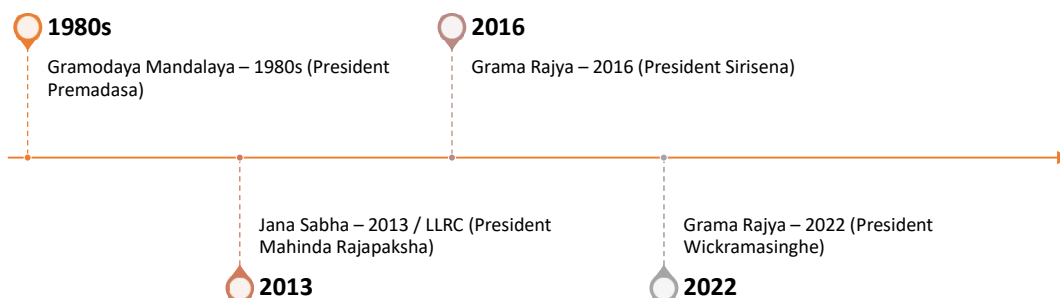 1980s
Gramodaya Mandalaya – 1980s (President
Premadasa)
2016
Grama Rajya – 2016 (President Sirisena)
Jana Sabha – 2013 / LLRC (President
Mahinda Rajapaksha)
2013
Grama Rajya – 2022 (President
Wickramasinghe)
2022